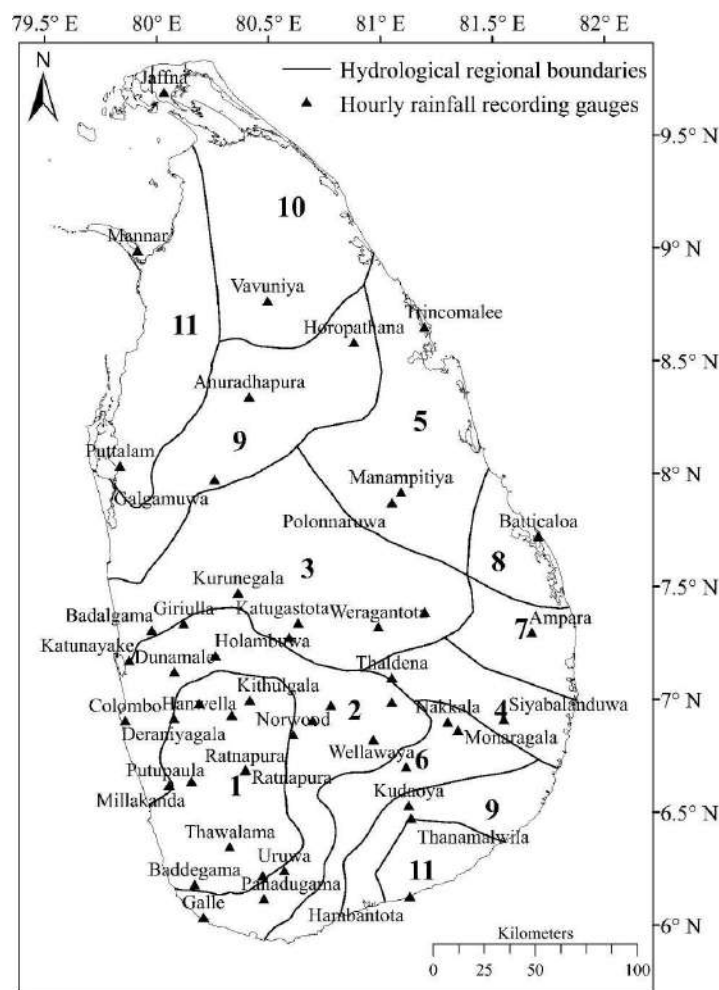 79.5° 80.0° 80.5° 81.0° 81.5° 82° E
N
Jaffna
Hydrological regional boundaries
Hourly rainfall recording gauges
9.5° N
10
Mannar
9° N
Vavuniya
11
Horopathana
Trincomalee
8.5° N
Anuradhapura
5
9
Puttalam
8° N
Manampitiya
Galgamuwa
Polonnaruwa
Batticaloa
8
3
Kurunegala
7.5° N
Badalgama
Giriulla
Katugastota
Weragantota
7
Ampara
Katunayake
Holambuwa
Dunamale
Thaldena
Kithulgala
7° N
Colombo
Hanwella
Norwood
2
Nakkala
4
Siyabalanduwa
Deraniyagala
Monaragala
Wellawaya
6
Ratnapura
Putupaula
Ratnapura
1
Kudaoya
9
Millakanda
6.5° N
Thanamalwila
Thawalama
Uruwa
Baddegama
Panadugama
11
Galle
Hambantota
6° N
Kilometers
0 25 50 100